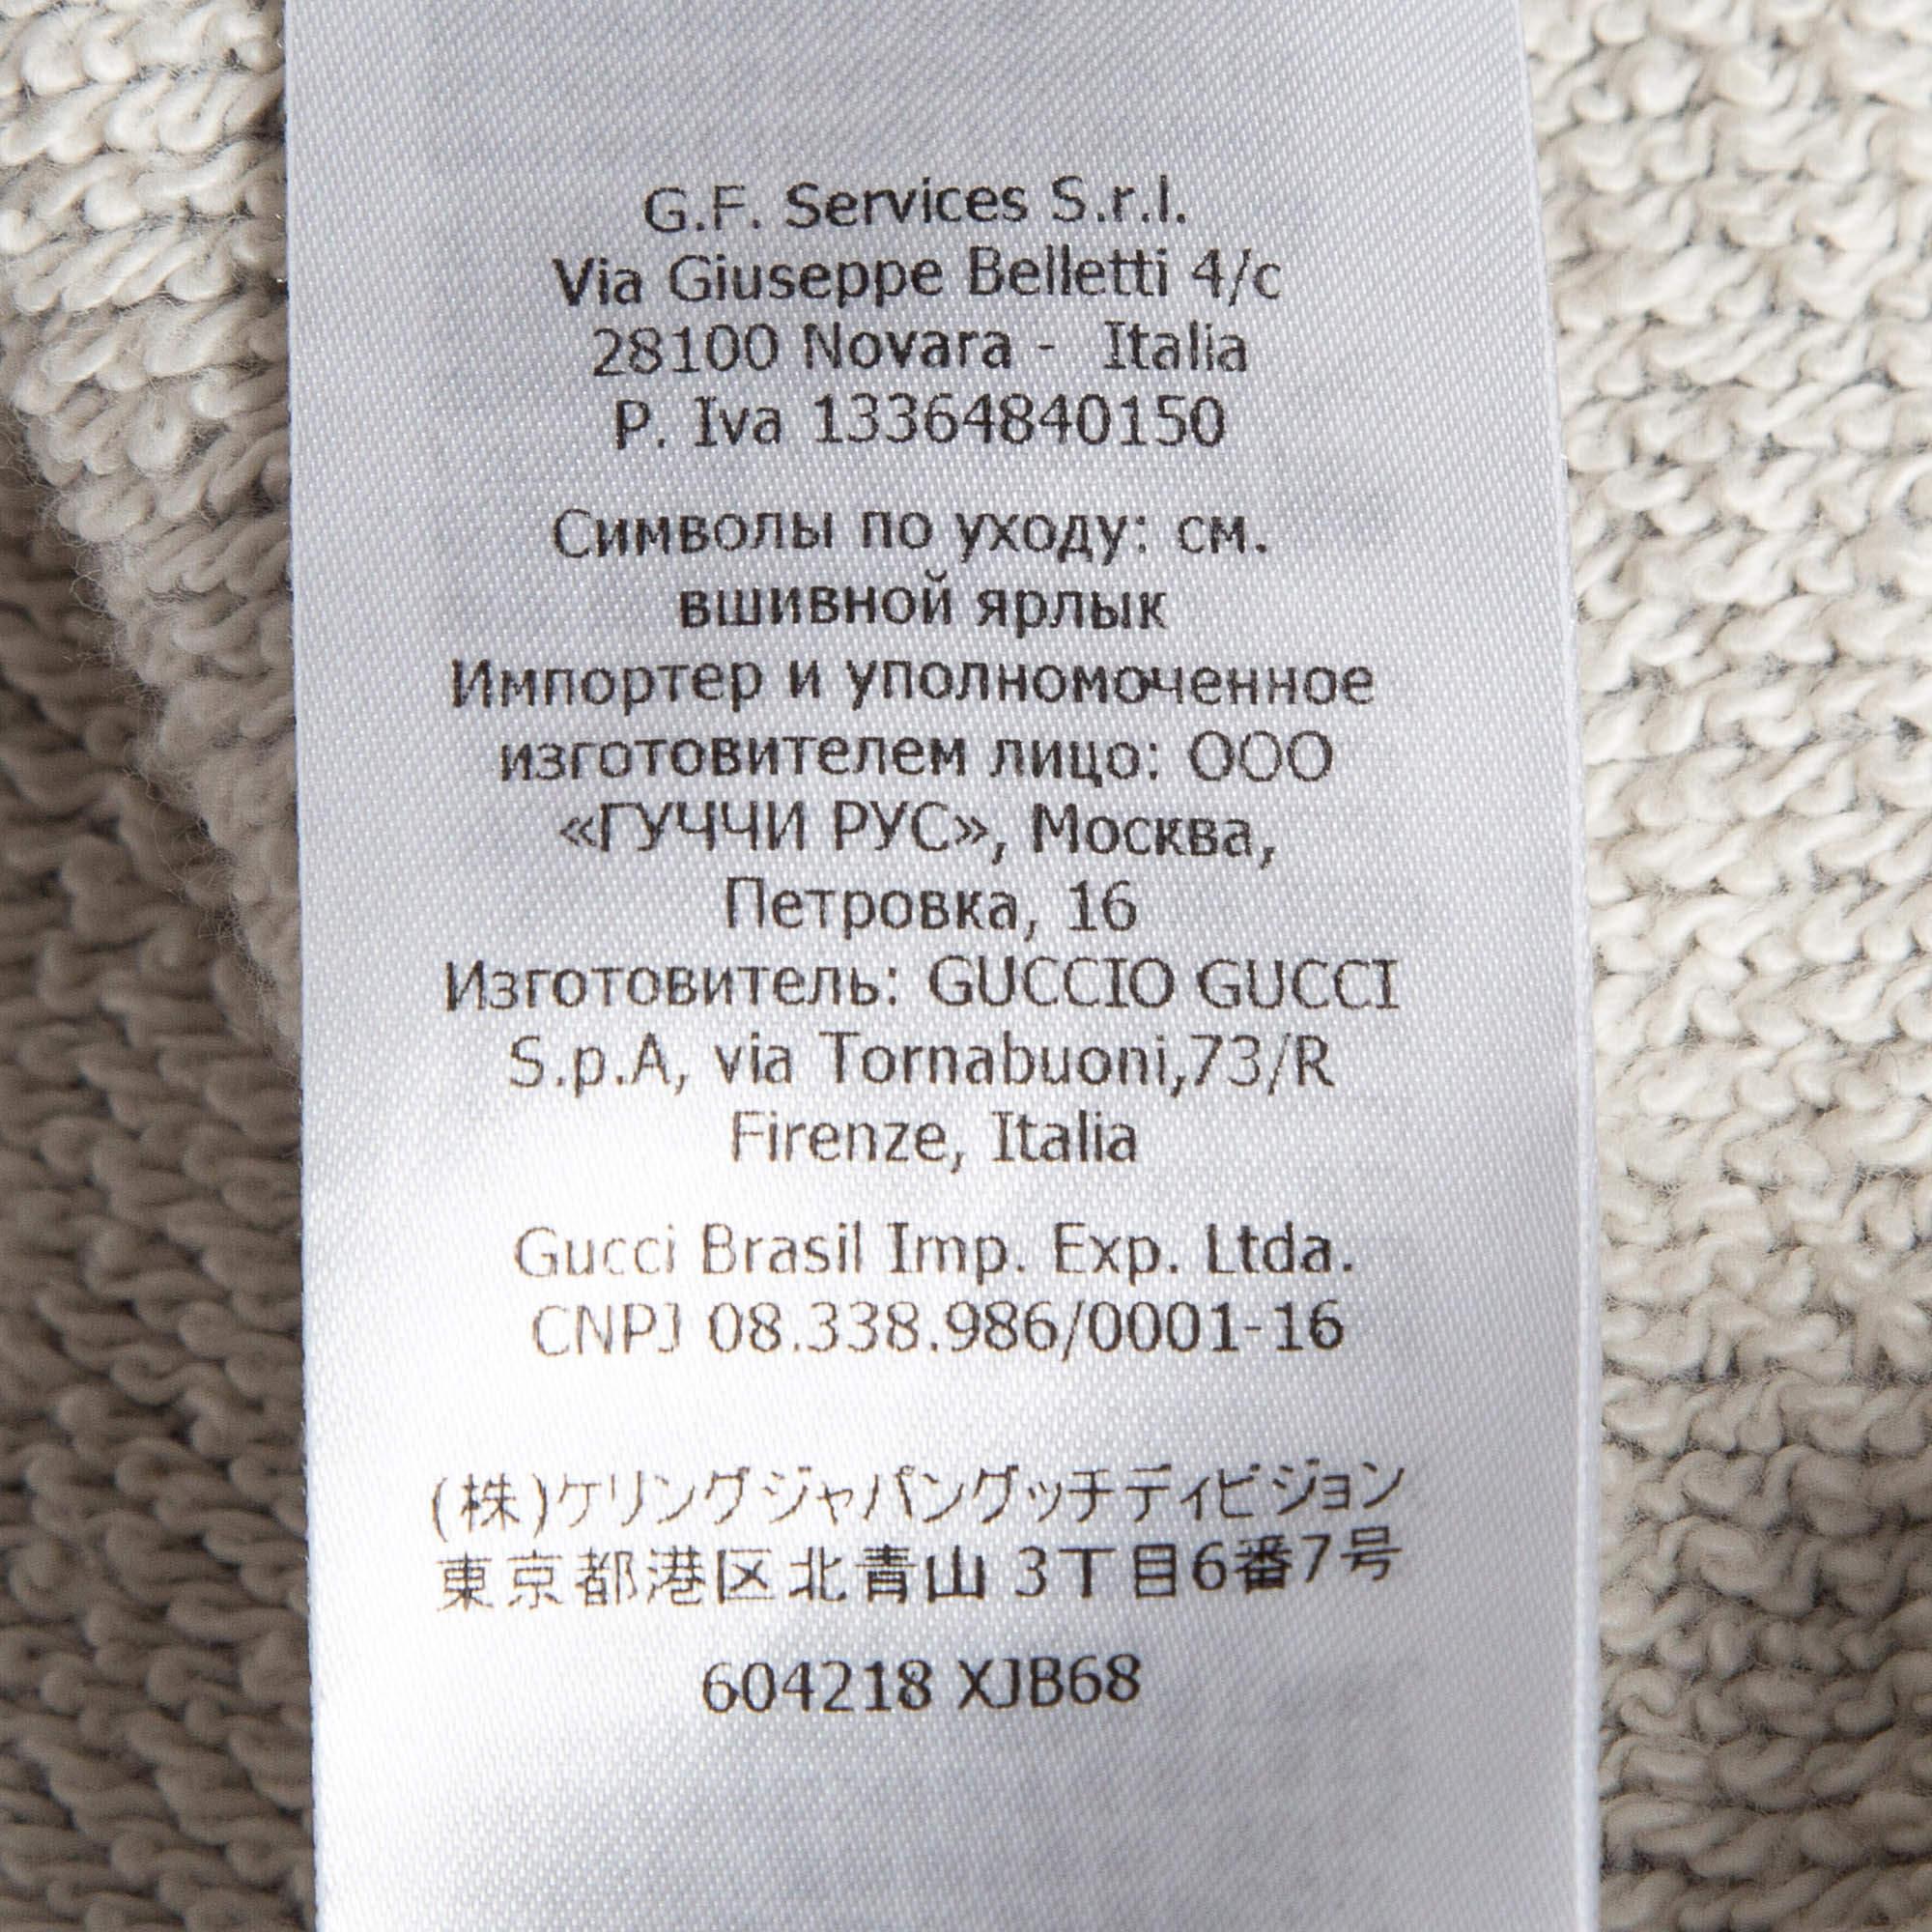 G.F. Services S.r.l.
Via Giuseppe Belletti 4/c
28100 Novara - Italia
P. Iva 13364840150
Символы по уходу: см.
вшивной ярлык
Импортер и уполномоченное
изготовителем лицо: ООО
«ГУЧЧИ РУС», Москва,
Петровка, 16
Изготовитель: GUCCIO GUCCI
S.p.A, via Tornabuoni,73/R
Firenze, Italia
Gucci Brasil Imp. Exp. Ltda.
CNPJ 08.338.986/0001-16
(株)ケリングジャパングッチディビジョン
東京都港区北青山 3丁目6番7号
604218 XJB68